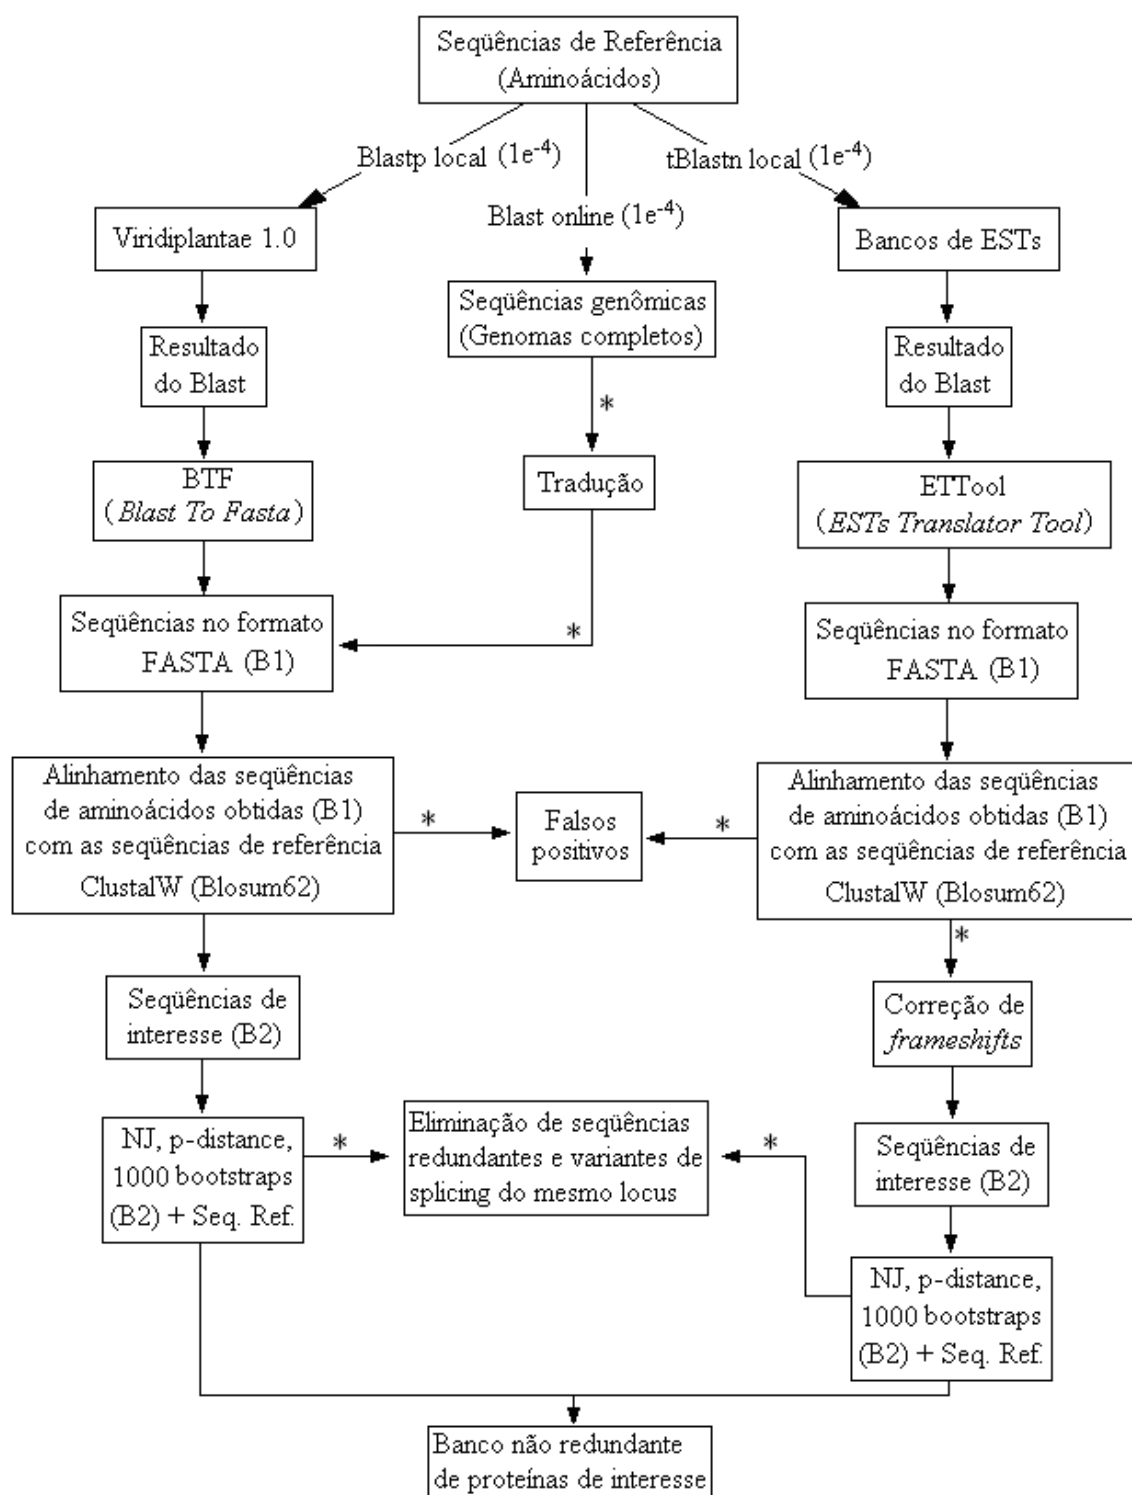 Seqüências de Referência
(Aminoácidos)
Blastp local (1e-4)
tBlastn local (1e-4)
Blast online (1e-4)
Viridiplantae 1.0
Bancos de ESTs
Seqüências genômicas
(Genomas completos)
Resultado
do Blast
Resultado
do Blast
*
BTF
(Blast To Fasta)
Tradução
ETTool
(ESTs Translator Tool)
Seqüências no formato
FASTA (B1)
*
Seqüências no formato
FASTA (B1)
Alinhamento das seqüências
de aminoácidos obtidas (B1)
com as seqüências de referência
ClustalW (Blosum62)
*
Falsos
positivos
*
Alinhamento das seqüências
de aminoácidos obtidas (B1)
com as seqüências de referência
ClustalW (Blosum62)
*
Seqüências de
interesse (B2)
Correção de
frameshifts
NJ, p-distance,
1000 bootstraps
(B2) + Seq. Ref.
*
Eliminação de seqüências
redundantes e variantes de
splicing do mesmo locus
*
Seqüências de
interesse (B2)
NJ, p-distance,
1000 bootstraps
(B2) + Seq. Ref.
Banco não redundante
de proteínas de interesse